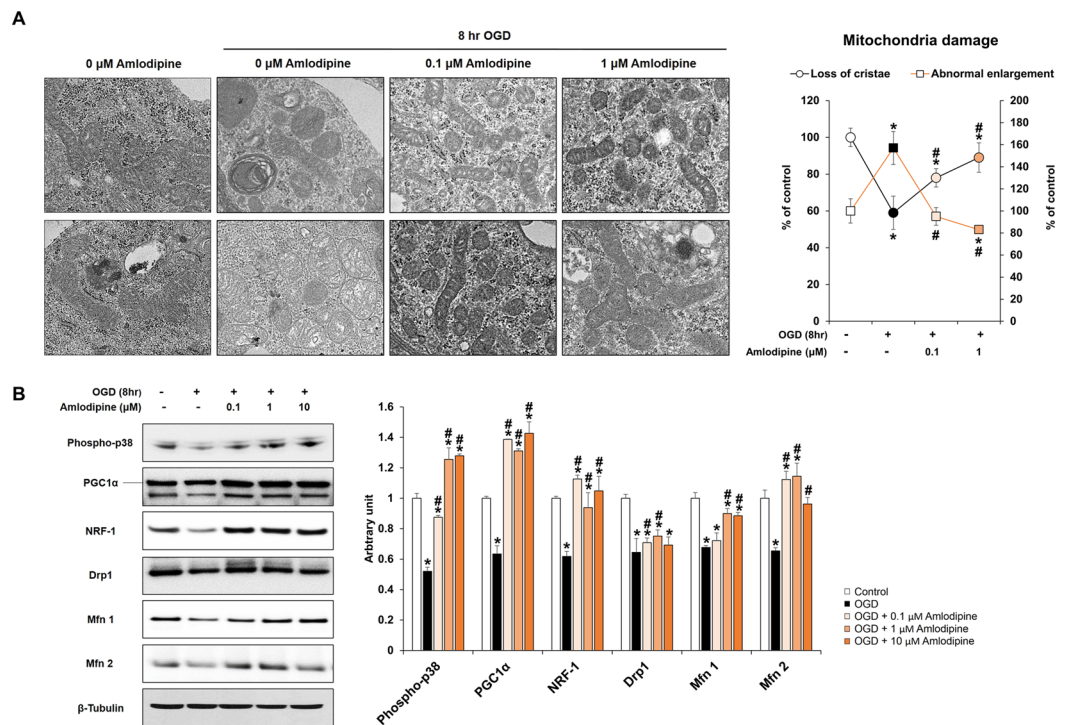 A
8 hr OGD
0 µM Amlodipine
0 µM Amlodipine
0.1 µM Amlodipine
1 µM Amlodipine
Mitochondria damage
Loss of cristae
Abnormal enlargement
120
100
80
60
40
20
0
% of control
200
180
160
140
120
100
80
60
40
20
0
% of control
*
*
#
*
#
#
*
*
#
OGD (8hr) - + + +
Amlodipine (µM) - - 0.1 1
B
OGD (8hr) - + + + +
Amlodipine (µM) - - 0.1 1 10
Phospho-p38
PGC1α
NRF-1
Drp1
Mfn 1
Mfn 2
β-Tubulin
1.6
1.4
1.2
1
0.8
0.6
0.4
0.2
0
Arbtrary unit
* #* #* #*
* #* #* #*
* #* #* #*
* #* #* *
* * #* #*
* #* #* #
Phospho-p38
PGC1α
NRF-1
Drp1
Mfn 1
Mfn 2
Control
OGD
OGD + 0.1 µM Amlodipine
OGD + 1 µM Amlodipine
OGD + 10 µM Amlodipine